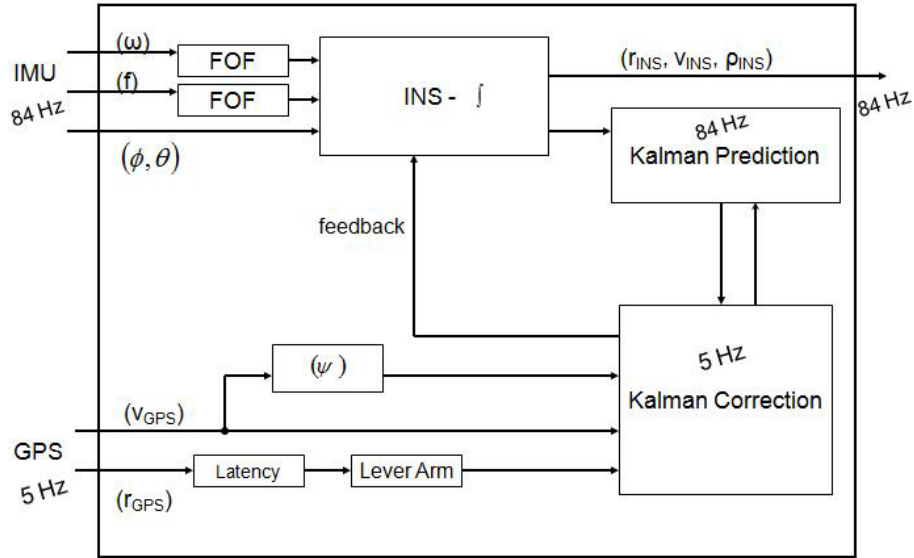 IMU
84 Hz
(ω)
FOF
(f)
FOF
(ϕ, θ)
INS - ∫
(rINS, vINS, ρINS)
84 Hz
84 Hz
Kalman Prediction
feedback
5 Hz
Kalman Correction
(ψ)
(vGPS)
GPS
5 Hz
Latency
Lever Arm
(rGPS)